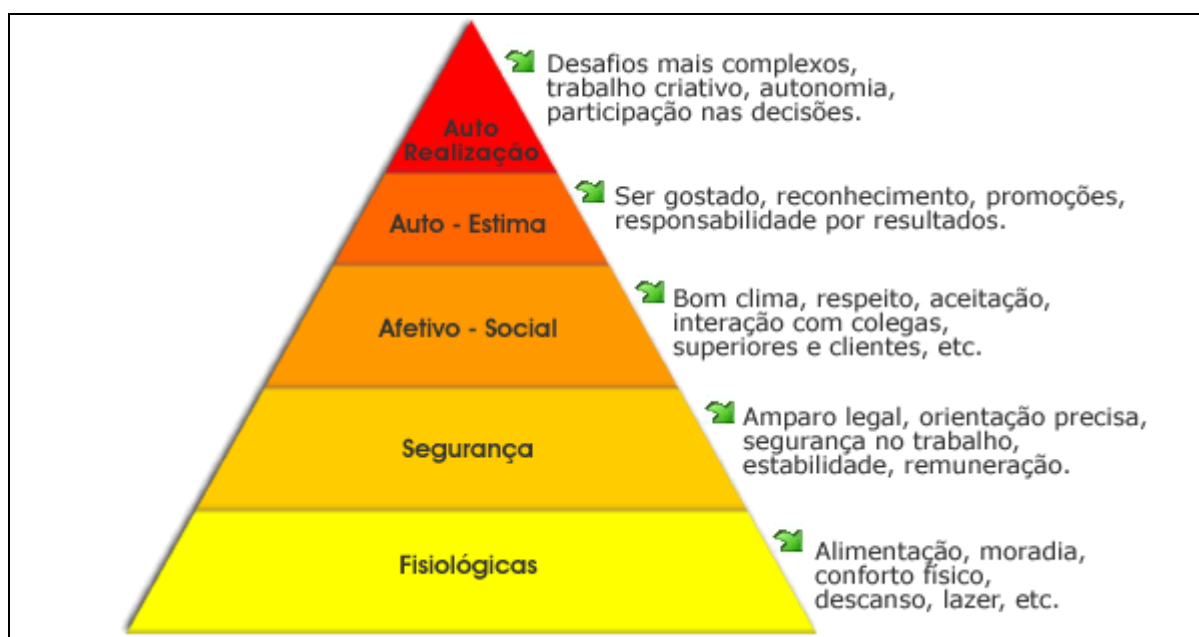 Desafios mais complexos,
trabalho criativo, autonomia,
participação nas decisões.
Auto
Realização
Ser gostado, reconhecimento, promoções,
responsabilidade por resultados.
Auto - Estima
Bom clima, respeito, aceitação,
interação com colegas,
superiores e clientes, etc.
Afetivo - Social
Amparo legal, orientação precisa,
segurança no trabalho,
estabilidade, remuneração.
Segurança
Alimentação, moradia,
conforto físico,
descanso, lazer, etc.
Fisiológicas